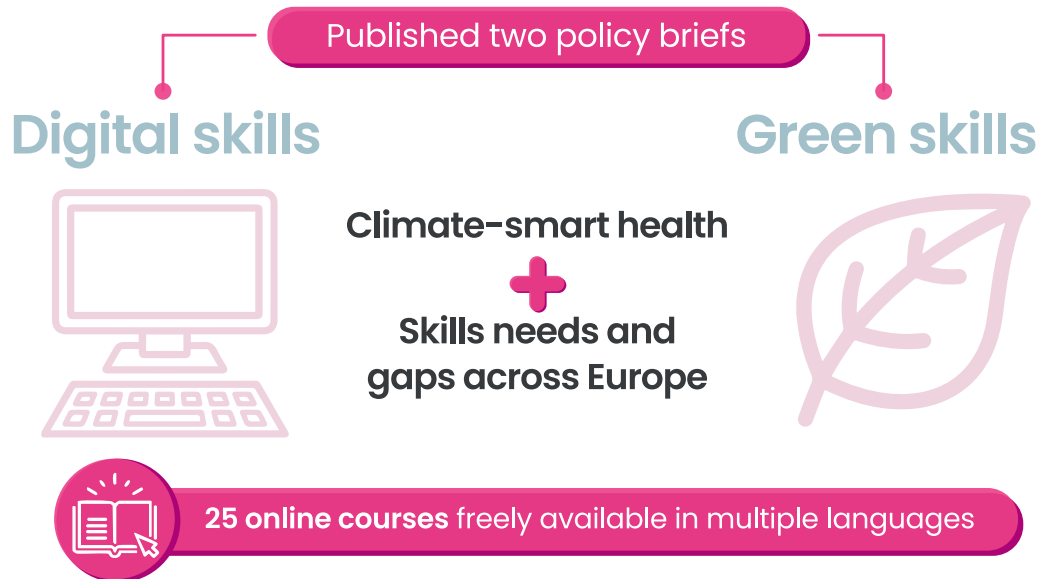 Published two policy briefs
Digital skills
Green skills
Climate-smart health
Skills needs and
gaps across Europe
25 online courses freely available in multiple languages